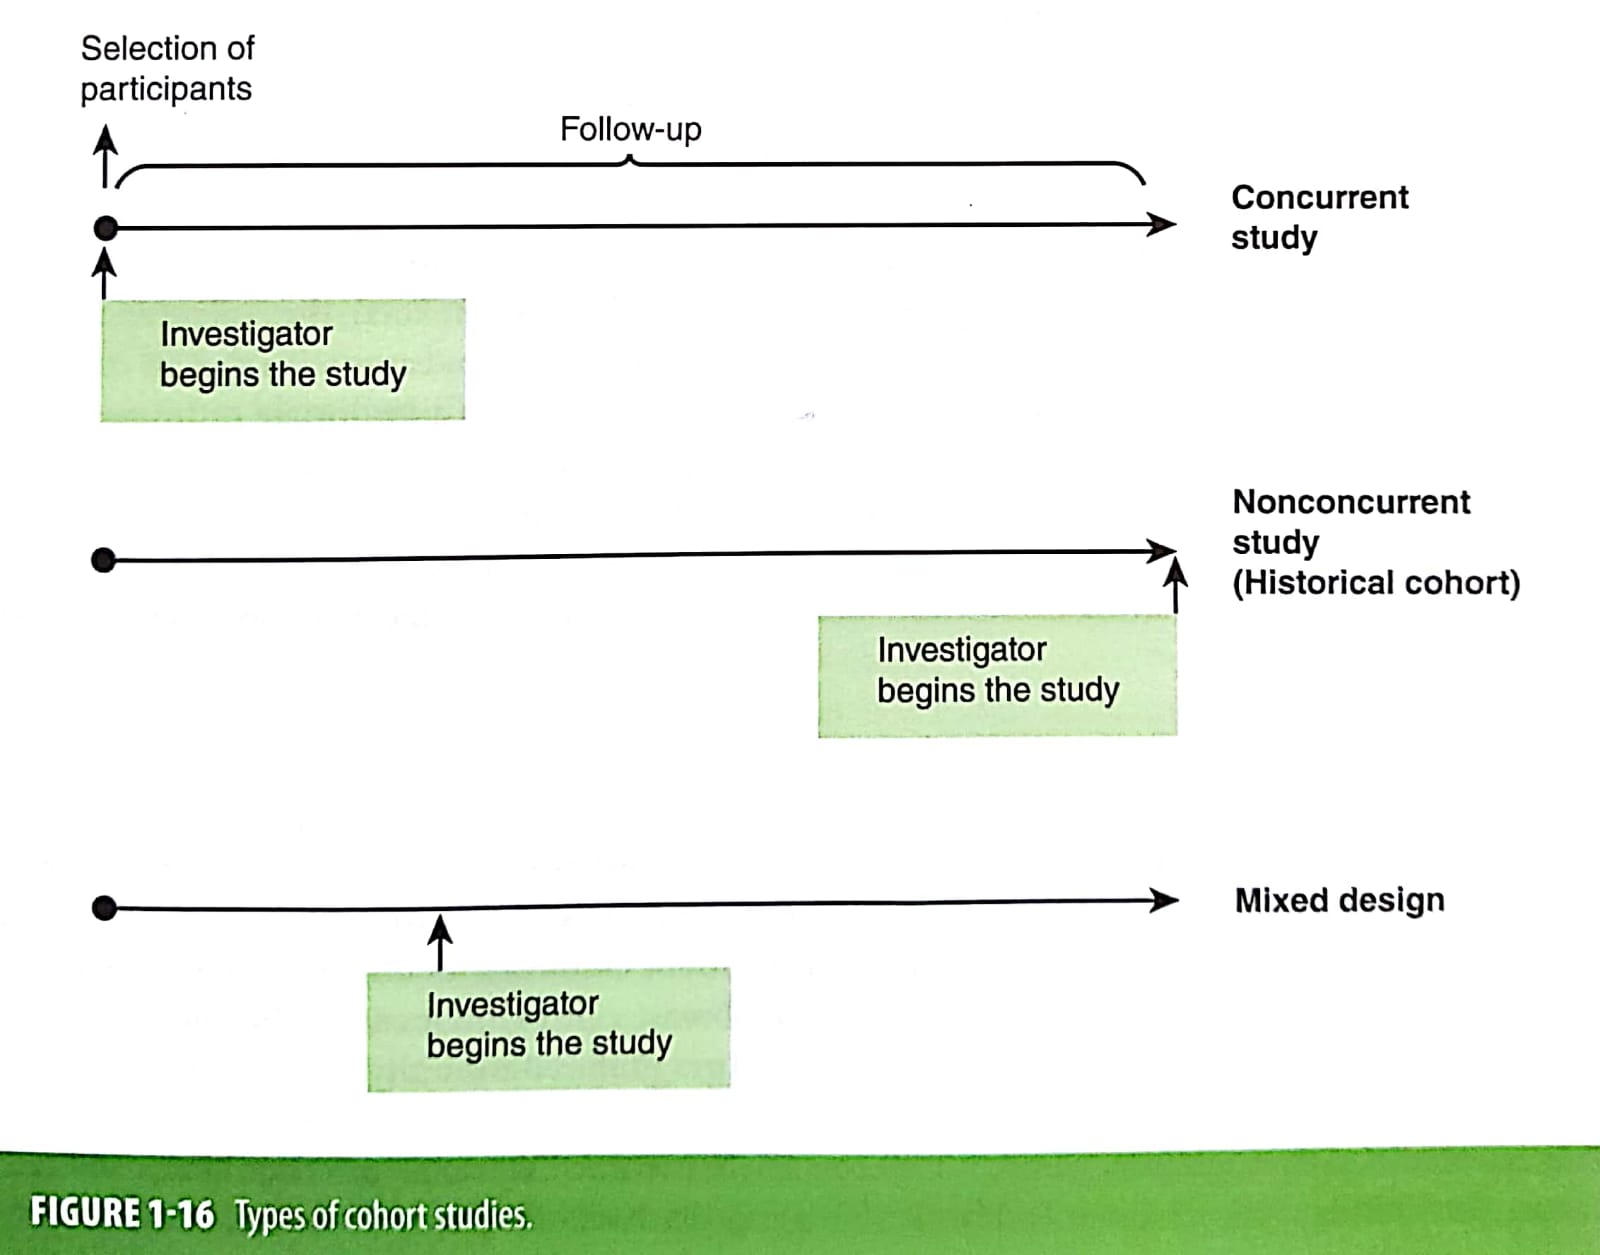 Selection of
participants
Follow-up
Concurrent
study
Investigator
begins the study
Nonconcurrent
study
(Historical cohort)
Investigator
begins the study
Mixed design
Investigator
begins the study
FIGURE 1-16 Types of cohort studies.